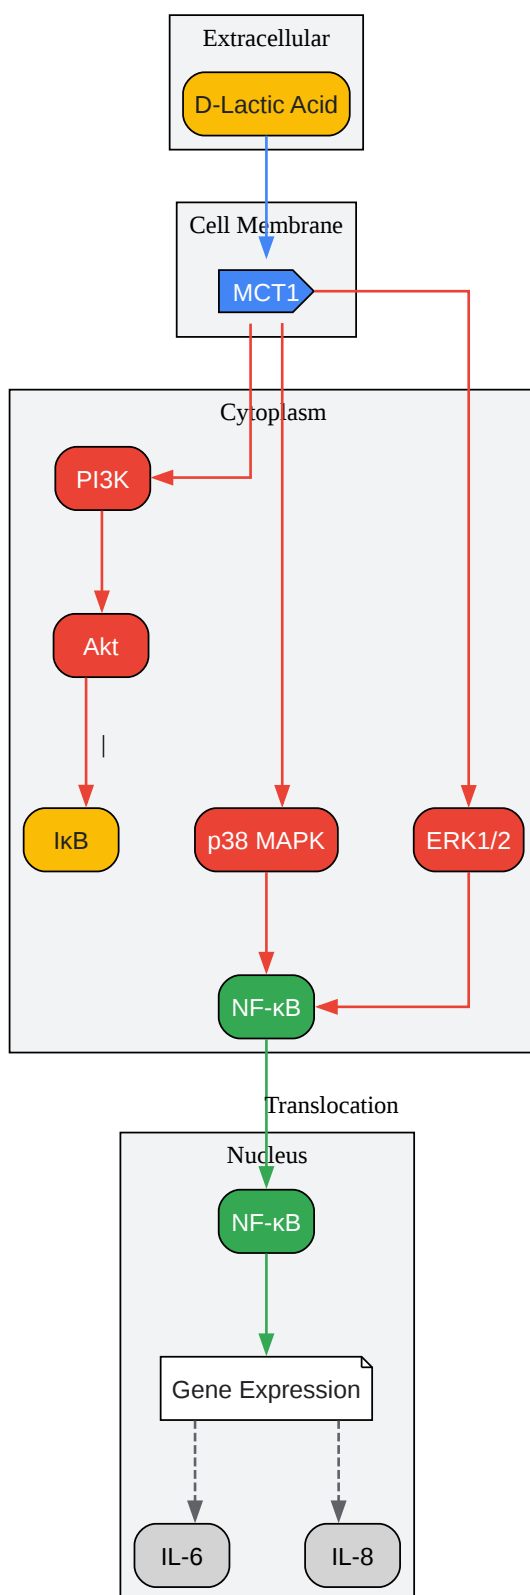 Extracellular
D-Lactic Acid
Cell Membrane
MCT1
Cytoplasm
PI3K
Akt
|
IκB
p38 MAPK
ERK1/2
NF-κB
Translocation
Nucleus
NF-κB
Gene Expression
IL-6
IL-8